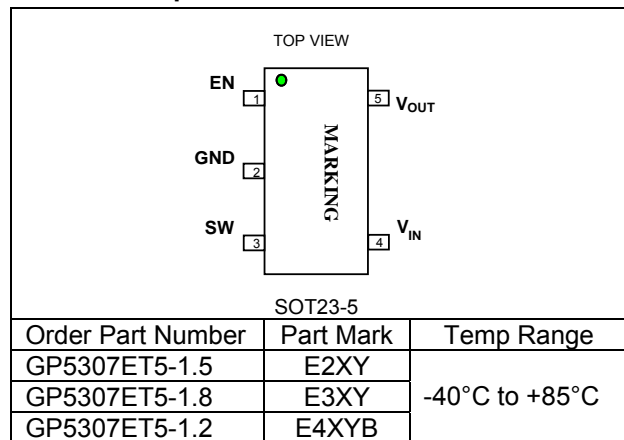 TOP VIEW
EN
1
5
VOUT
GND
2
MARKING
SW
3
4
VIN
SOT23-5
Order Part Number Part Mark Temp Range
GP5307ET5-1.5 E2XY
GP5307ET5-1.8 E3XY -40°C to +85°C
GP5307ET5-1.2 E4XYB